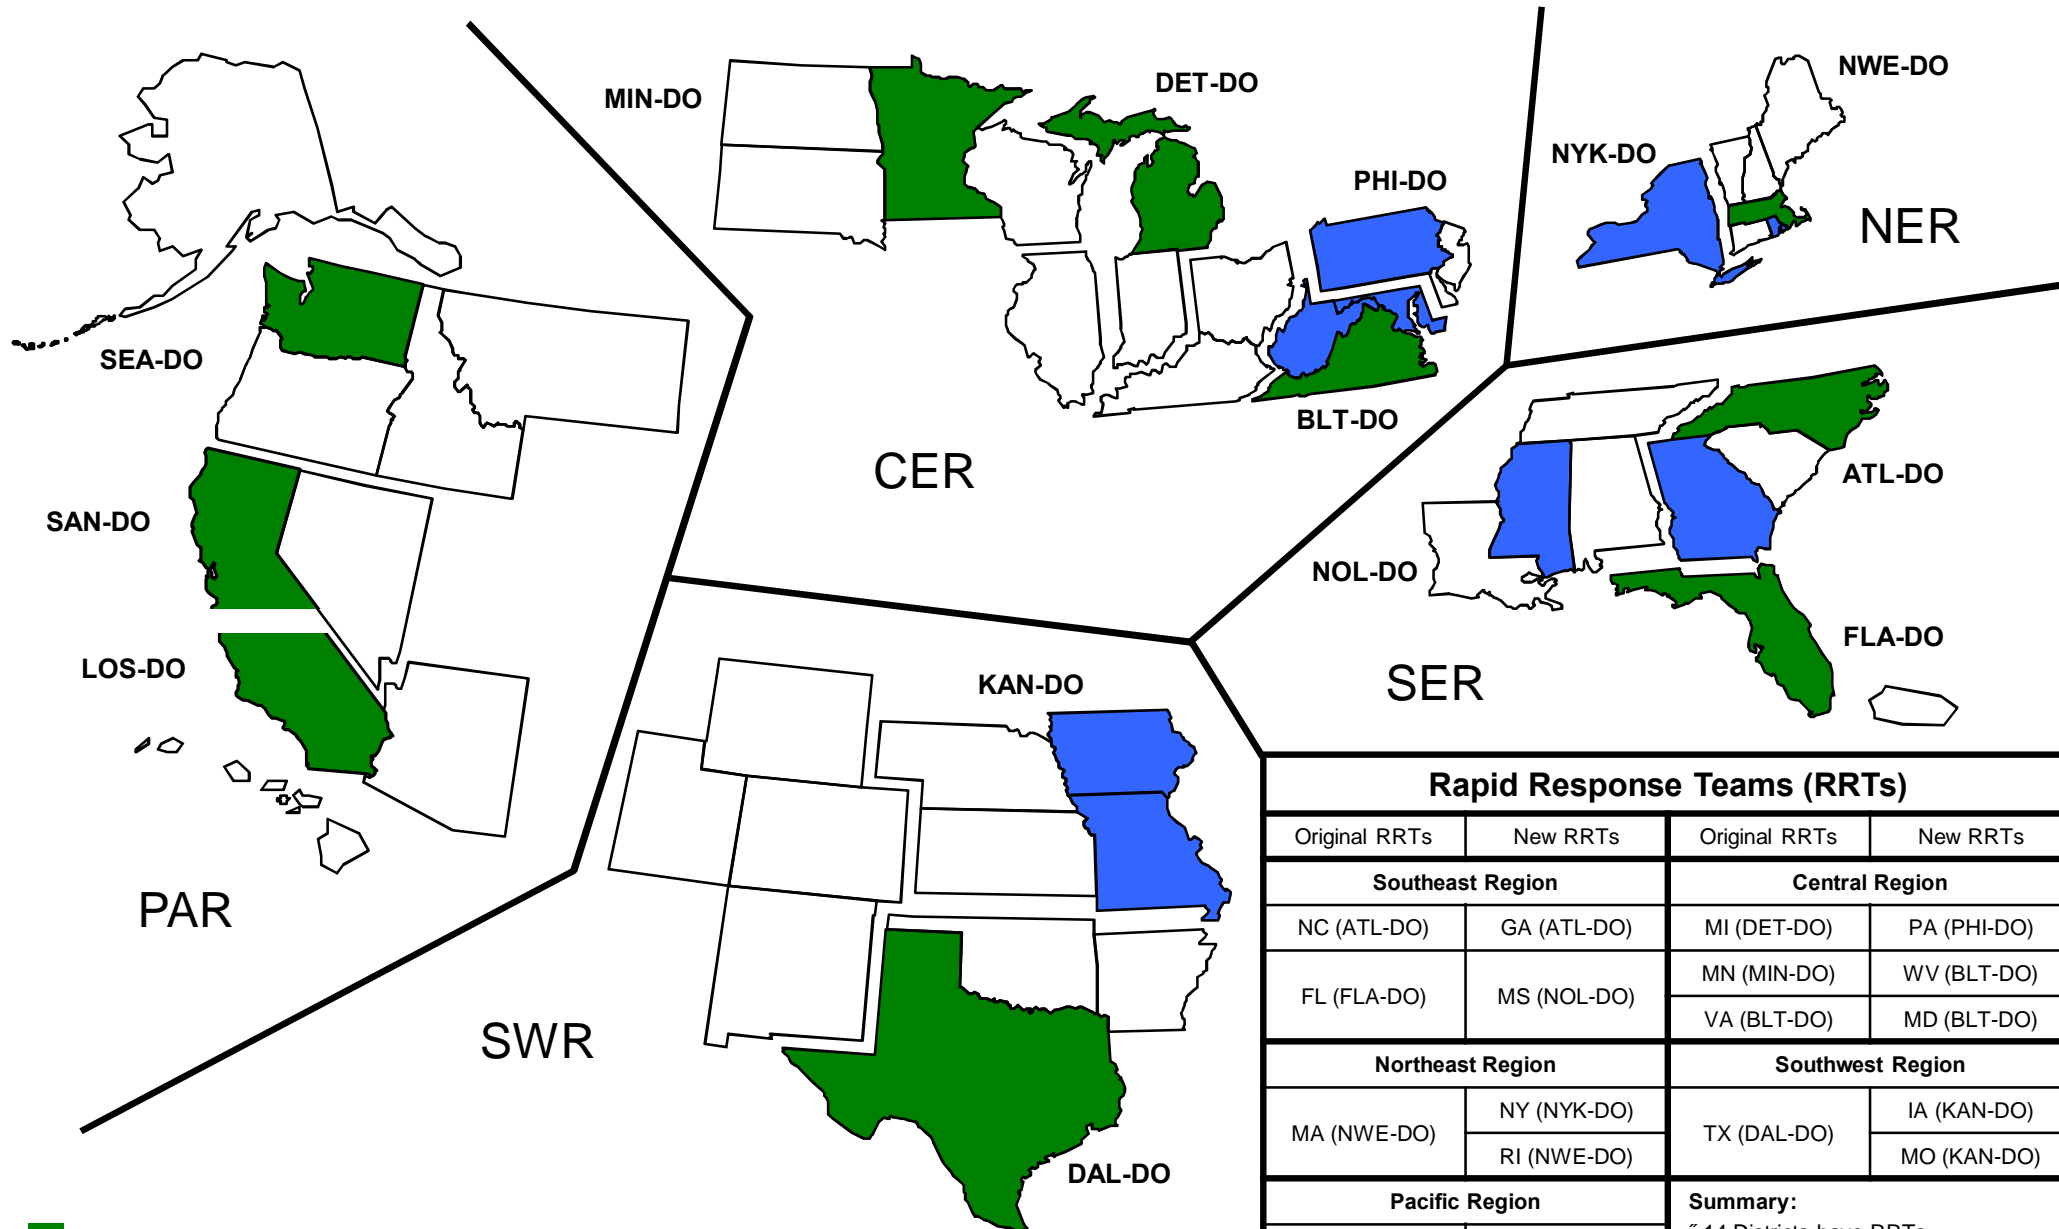 MIN-DO
DET-DO
PHI-DO
BLT-DO
CER
NWE-DO
NYK-DO
NER
SEA-DO
SAN-DO
LOS-DO
PAR
ATL-DO
NOL-DO
FLA-DO
SER
KAN-DO
DAL-DO
SWR
Rapid Response Teams (RRTs)
Original RRTs New RRTs Original RRTs New RRTs
Southeast Region Central Region
NC (ATL-DO) GA (ATL-DO) MI (DET-DO) PA (PHI-DO)
FL (FLA-DO) MS (NOL-DO) MN (MIN-DO) WV (BLT-DO)
VA (BLT-DO) MD (BLT-DO)
Northeast Region Southwest Region
MA (NWE-DO) NY (NYK-DO) TX (DAL-DO) IA (KAN-DO)
RI (NWE-DO) MO (KAN-DO)
Pacific Region Summary:
14 Districts have RRTs